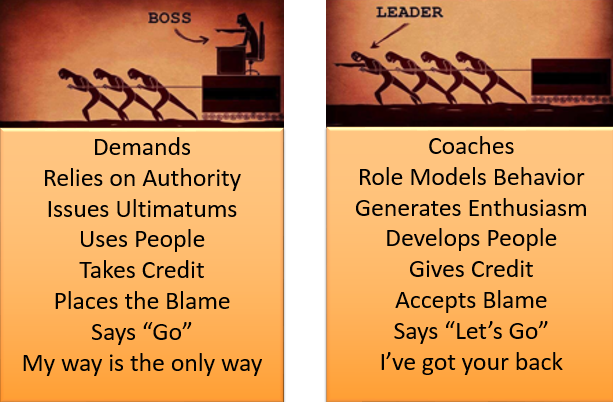 BOSS
Demands
Relies on Authority
Issues Ultimatums
Uses People
Takes Credit
Places the Blame
Says “Go”
My way is the only way
LEADER
Coaches
Role Models Behavior
Generates Enthusiasm
Develops People
Gives Credit
Accepts Blame
Says “Let’s Go”
I’ve got your back